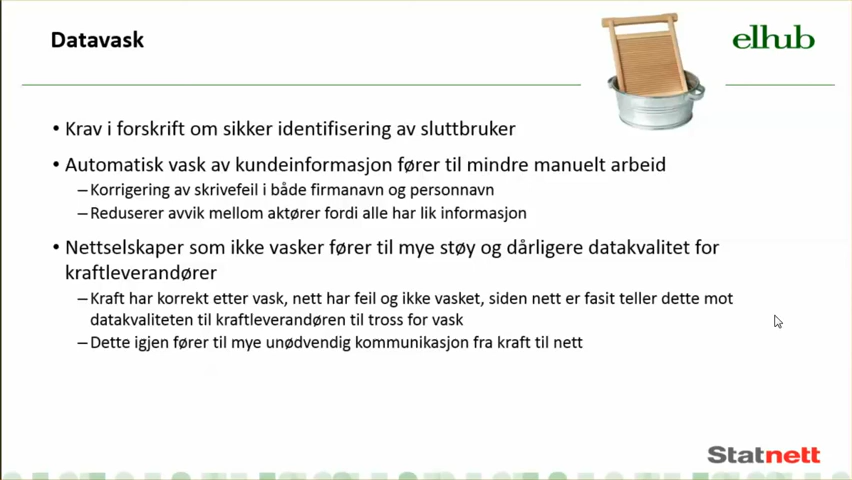 Datavask
elhub
• Krav i forskrift om sikker identifisering av sluttbruker
• Automatisk vask av kundeinformasjon fører til mindre manuelt arbeid
– Korrigering av skrivefeil i både firmanavn og personnavn
– Reduserer avvik mellom aktører fordi alle har lik informasjon
• Nettselskaper som ikke vasker fører til mye støy og dårligere datakvalitet for
kraftleverandører
– Kraft har korrekt etter vask, nett har feil og ikke vasket, siden nett er fasit teller dette mot
datakvaliteten til kraftleverandøren til tross for vask
– Dette igjen fører til mye unødvendig kommunikasjon fra kraft til nett
Statnett